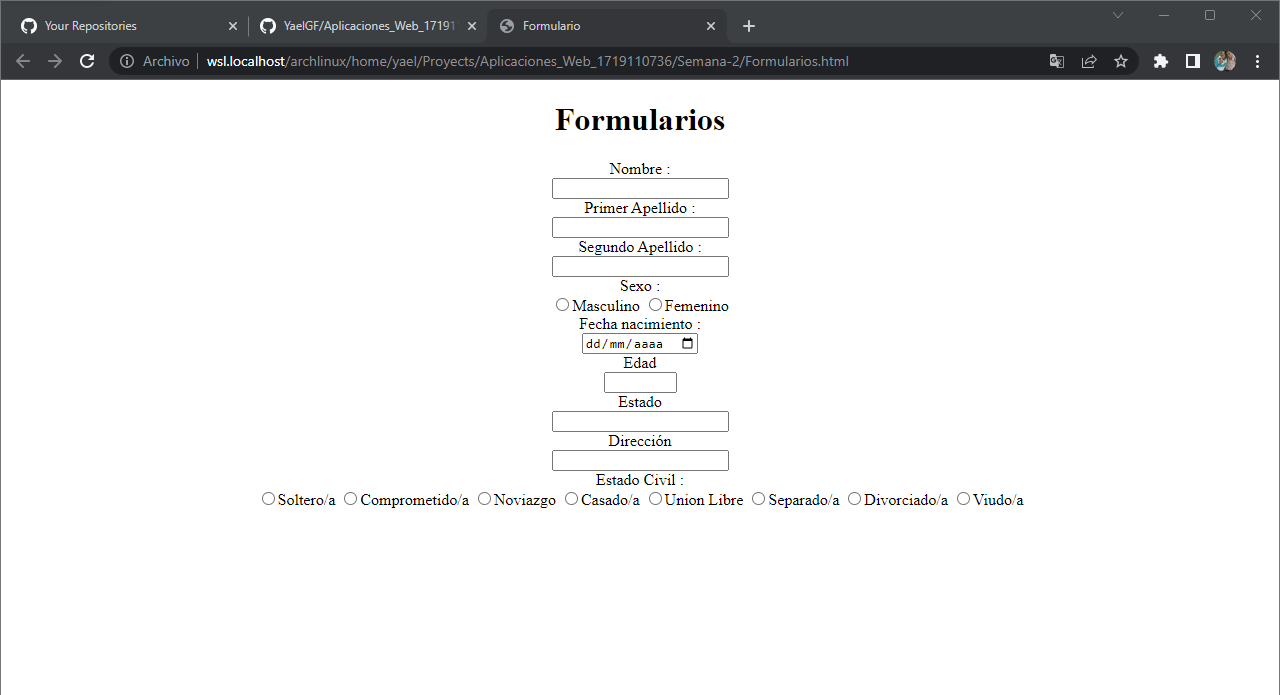 Your Repositories
YaelGF/Aplicaciones_Web_17191
Formulario
Archivo
wsl.localhost/archlinux/home/yael/Proyects/Aplicaciones_Web_1719110736/Semana-2/Formularios.html
Formularios
Nombre :
Primer Apellido :
Segundo Apellido :
Sexo :
Masculino Femenino
Fecha nacimiento :
dd/mm/aaaa
Edad
Estado
Dirección
Estado Civil :
Soltero/a Comprometido/a Noviazgo Casado/a Union Libre Separado/a Divorciado/a Viudo/a